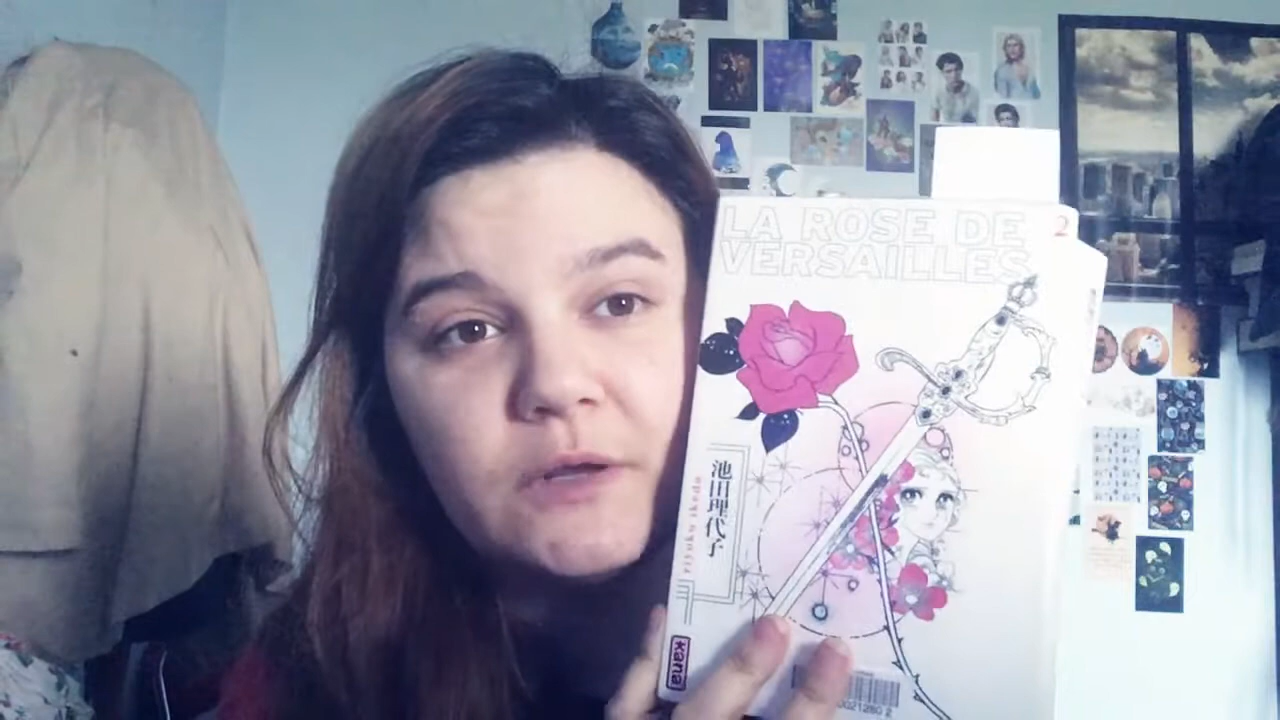 LA ROSE DE
VERSAILLES
2
池田理代子
riyoko ikeda
kana